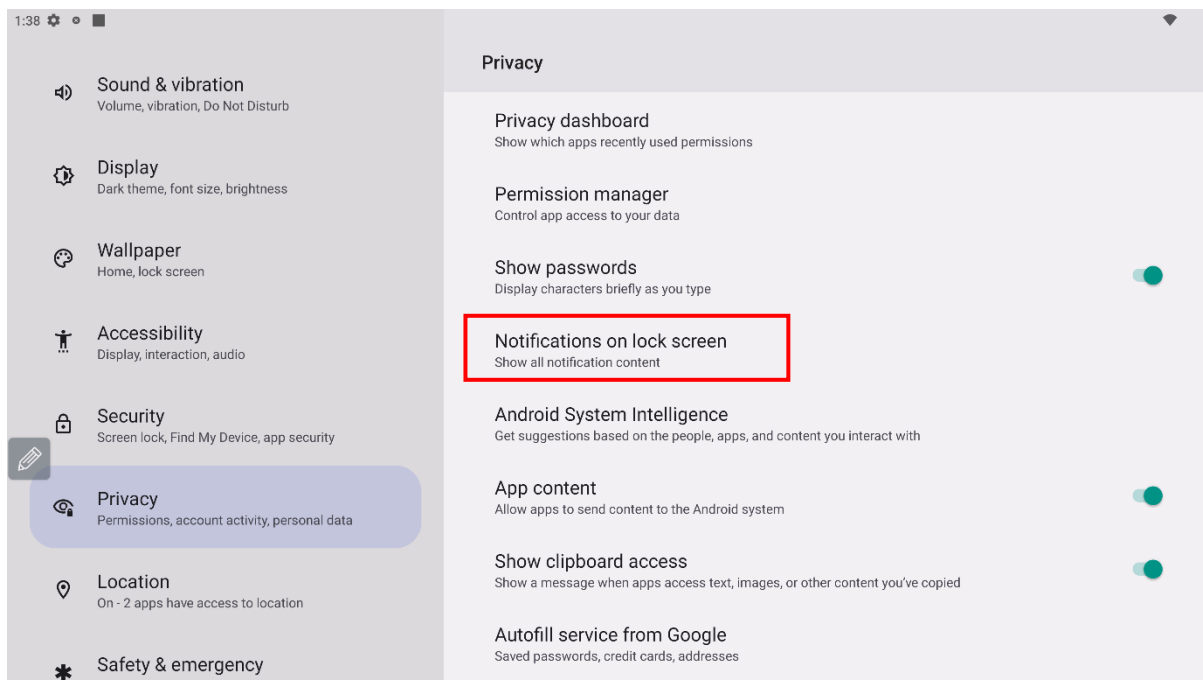 1:38
Sound & vibration
Volume, vibration, Do Not Disturb
Display
Dark theme, font size, brightness
Wallpaper
Home, lock screen
Accessibility
Display, interaction, audio
Security
Screen lock, Find My Device, app security
Privacy
Permissions, account activity, personal data
Location
On - 2 apps have access to location
Safety & emergency
Privacy
Privacy dashboard
Show which apps recently used permissions
Permission manager
Control app access to your data
Show passwords
Display characters briefly as you type
Notifications on lock screen
Show all notification content
Android System Intelligence
Get suggestions based on the people, apps, and content you interact with
App content
Allow apps to send content to the Android system
Show clipboard access
Show a message when apps access text, images, or other content you've copied
Autofill service from Google
Saved passwords, credit cards, addresses